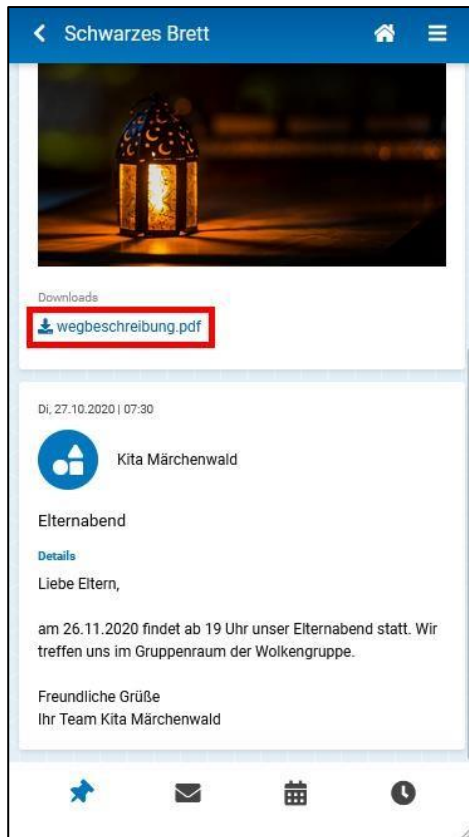 Schwarzes Brett
Downloads
wegbeschreibung.pdf
Di, 27.10.2020 | 07:30
Kita Märchenwald
Elternabend
Details
Liebe Eltern,
am 26.11.2020 findet ab 19 Uhr unser Elternabend statt. Wir
treffen uns im Gruppenraum der Wolkengruppe.
Freundliche Grüße
Ihr Team Kita Märchenwald